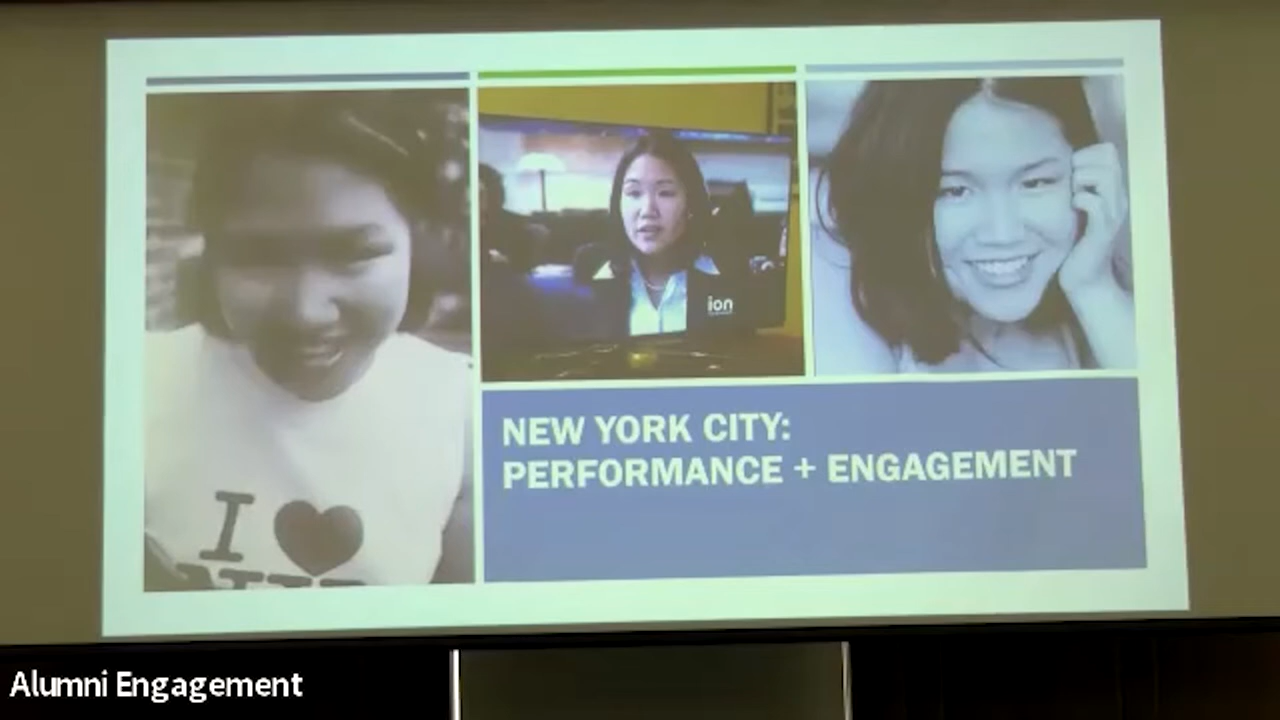 ion
I ♥
NEW YORK CITY:
PERFORMANCE + ENGAGEMENT
Alumni Engagement